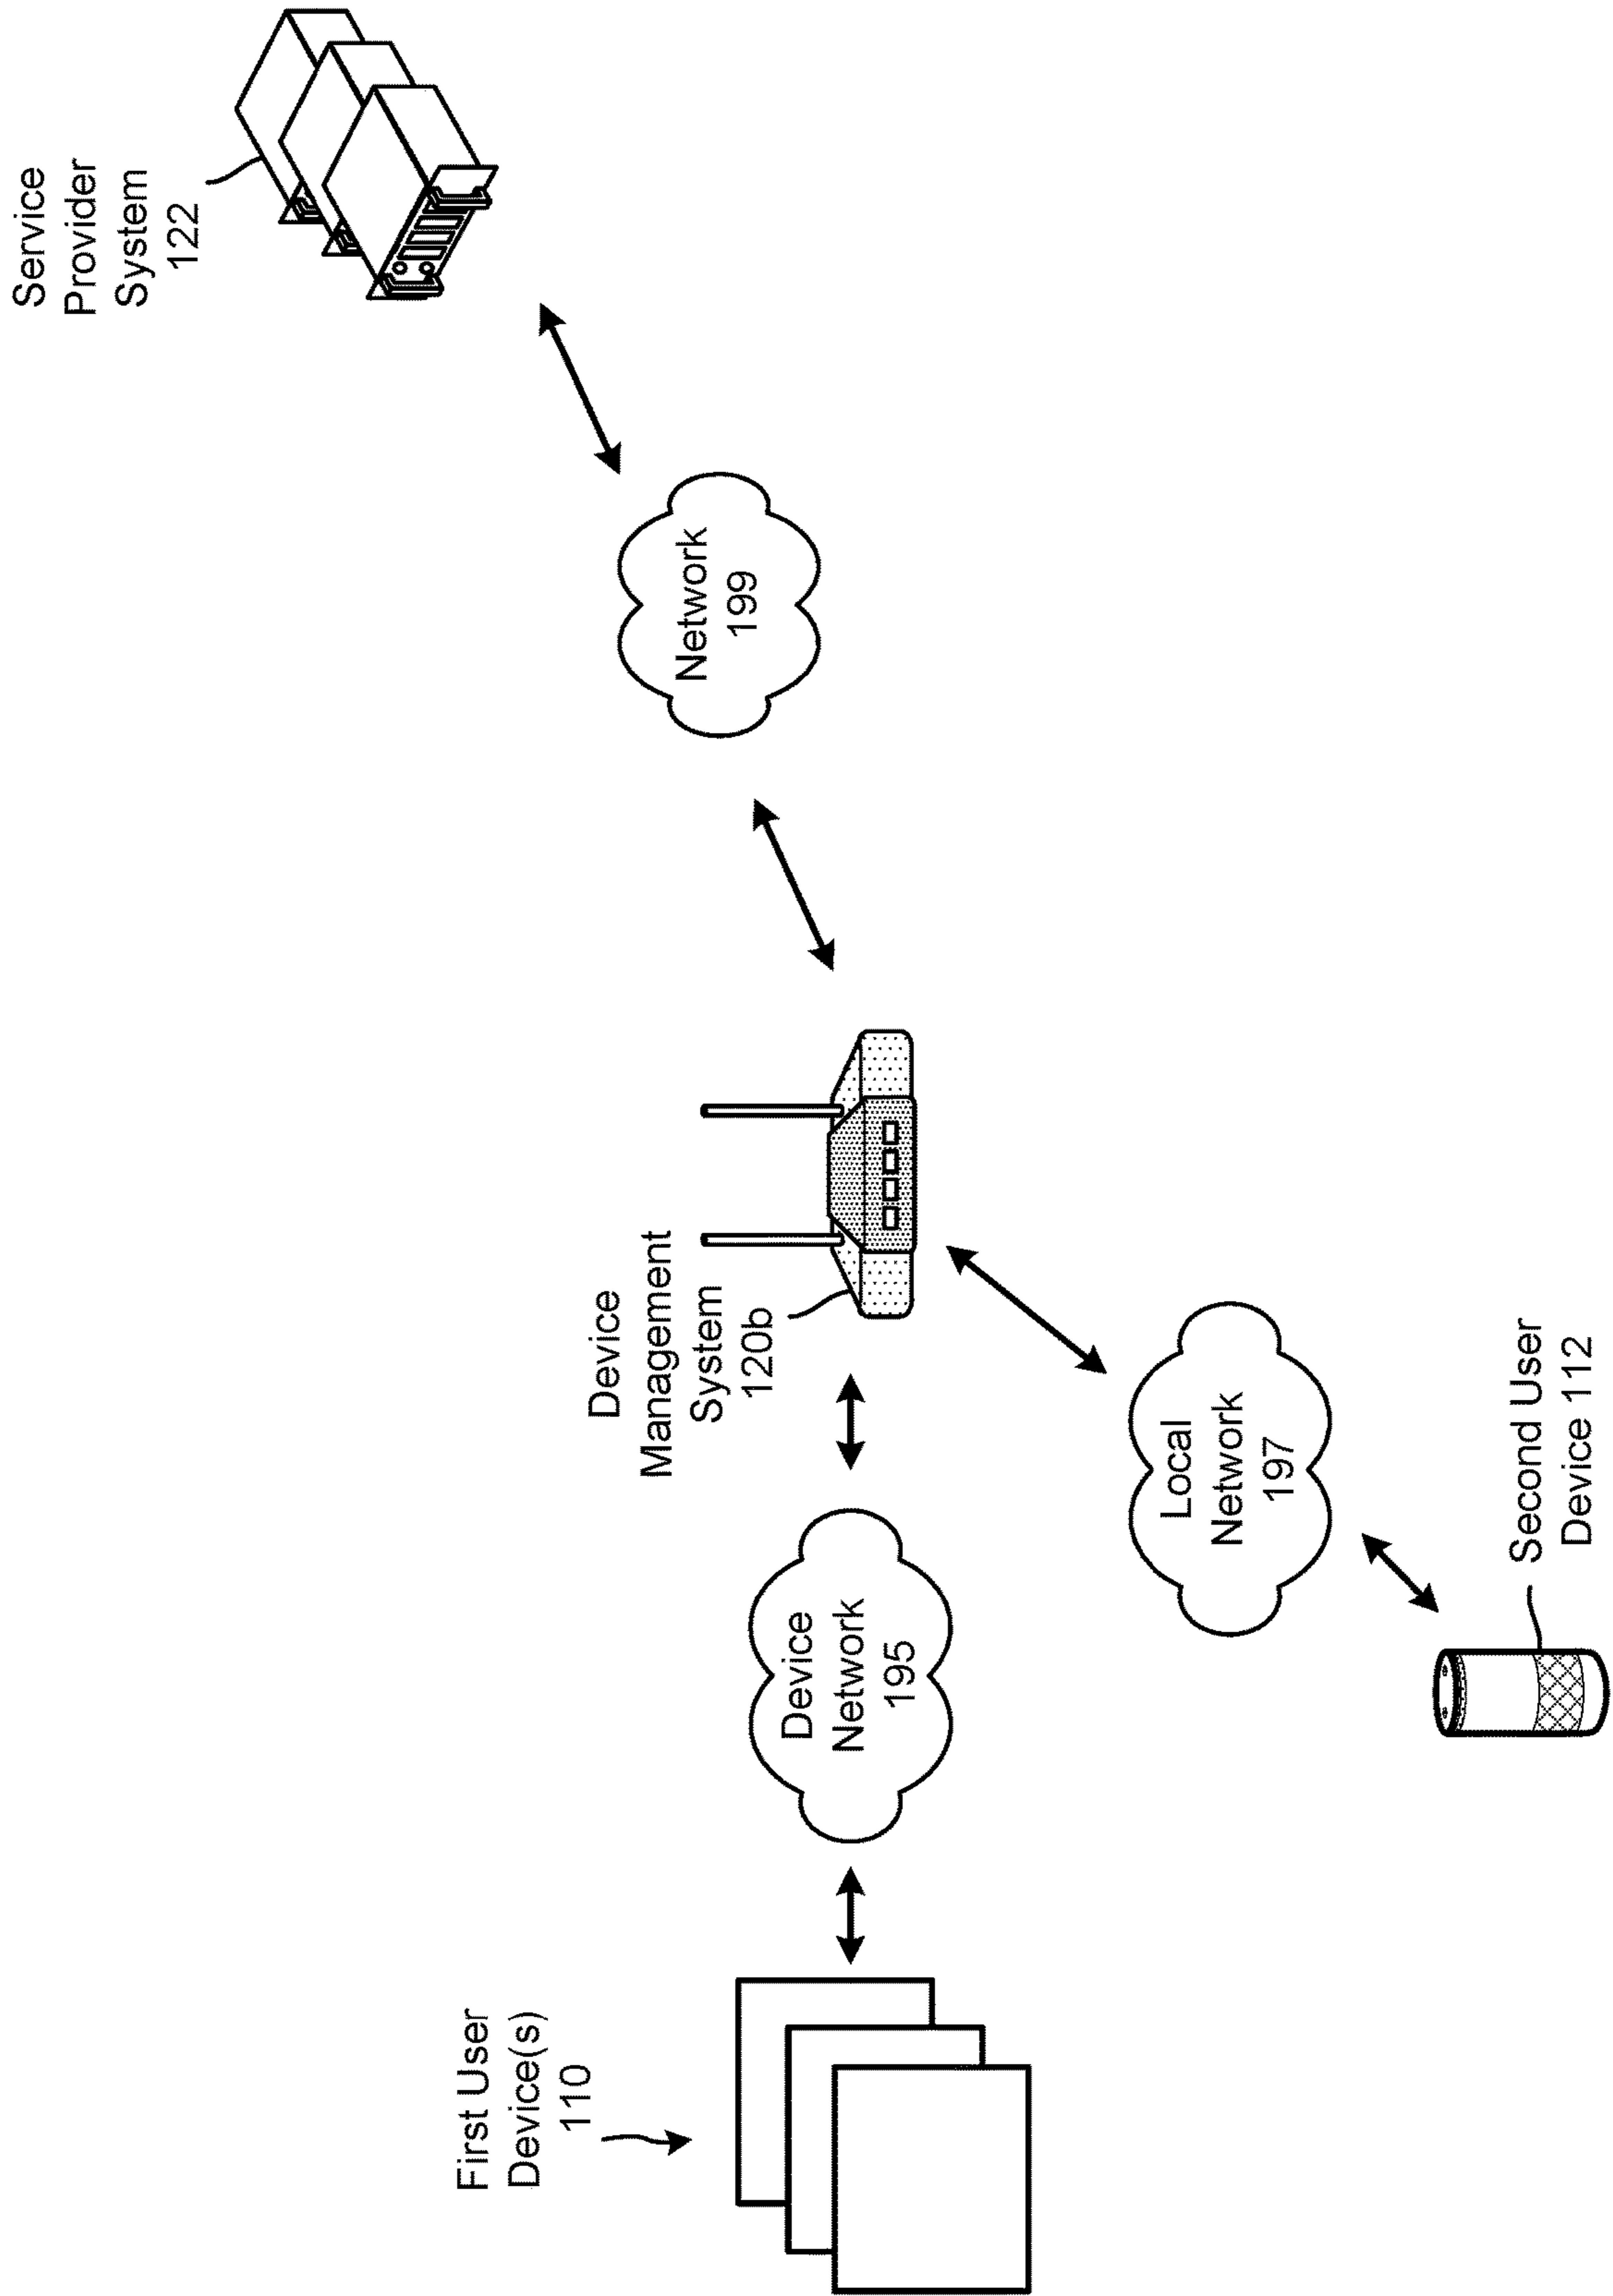 Service
Provider
System
122
Network
199
Device
Management
System
120b
Device
Network
195
Local
Network
197
First User
Device(s)
110
Second User
Device 112